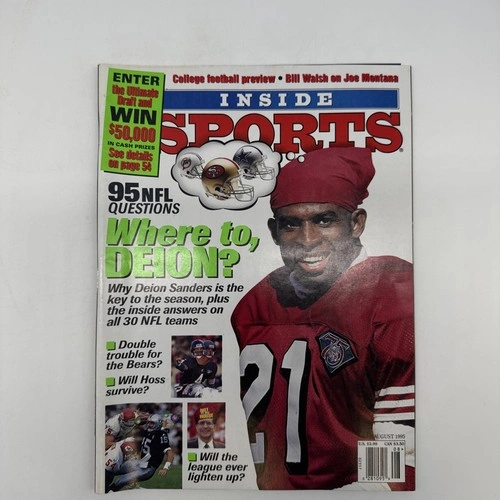 ENTER
the Ultimate
Draft and
WIN
$50,000
IN CASH PRIZES
See details
on page 54
College football preview • Bill Walsh on Joe Montana
INSIDE
SPORTS
95 NFL
QUESTIONS
Where to,
DEION?
Why Deion Sanders is the
key to the season, plus
the inside answers on
all 30 NFL teams
Double
trouble for
the Bears?
Will Hoss
survive?
Will the
league ever
lighten up?
21
AUGUST 1995